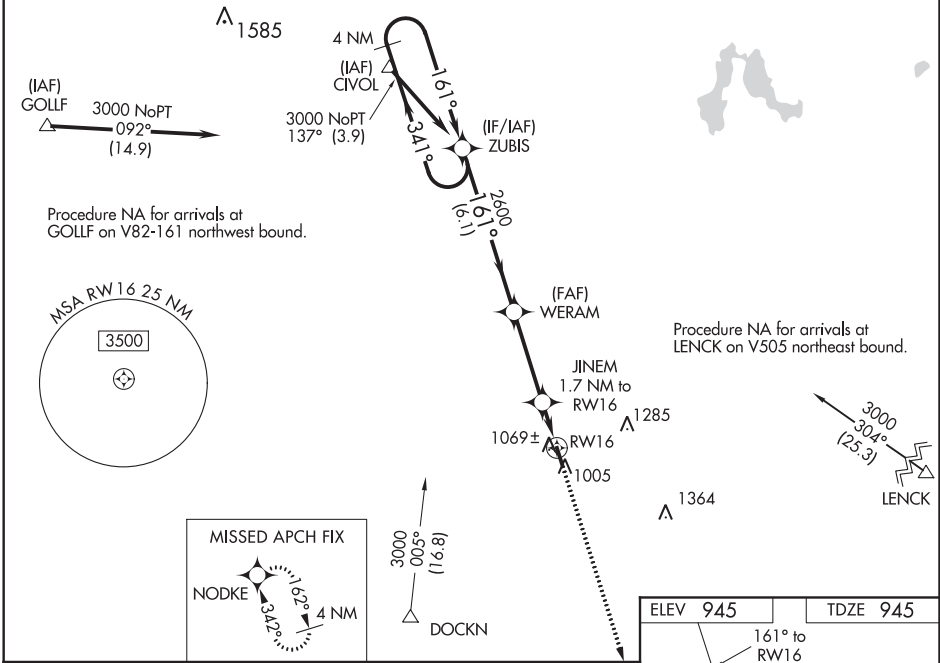 1585
4 NM
(IAF)
CIVOL
161°
(IAF)
GOLLF
3000 NoPT
092°
(14.9)
3000 NoPT
137° (3.9)
341°
(IF/IAF)
ZUBIS
2600
161°
(6.1)
Procedure NA for arrivals at
GOLLF on V82-161 northwest bound.
MSA RW16 25 NM
3500
(FAF)
WERAM
Procedure NA for arrivals at
LENCK on V505 northeast bound.
JINEM
1.7 NM to
RW16
1285
1069±
RW16
1005
3000
304°
(25.3)
LENCK
1364
MISSED APCH FIX
NODKE
162°
342°
4 NM
3000
005°
(16.8)
DOCKN
ELEV 945
TDZE 945
161° to
RW16